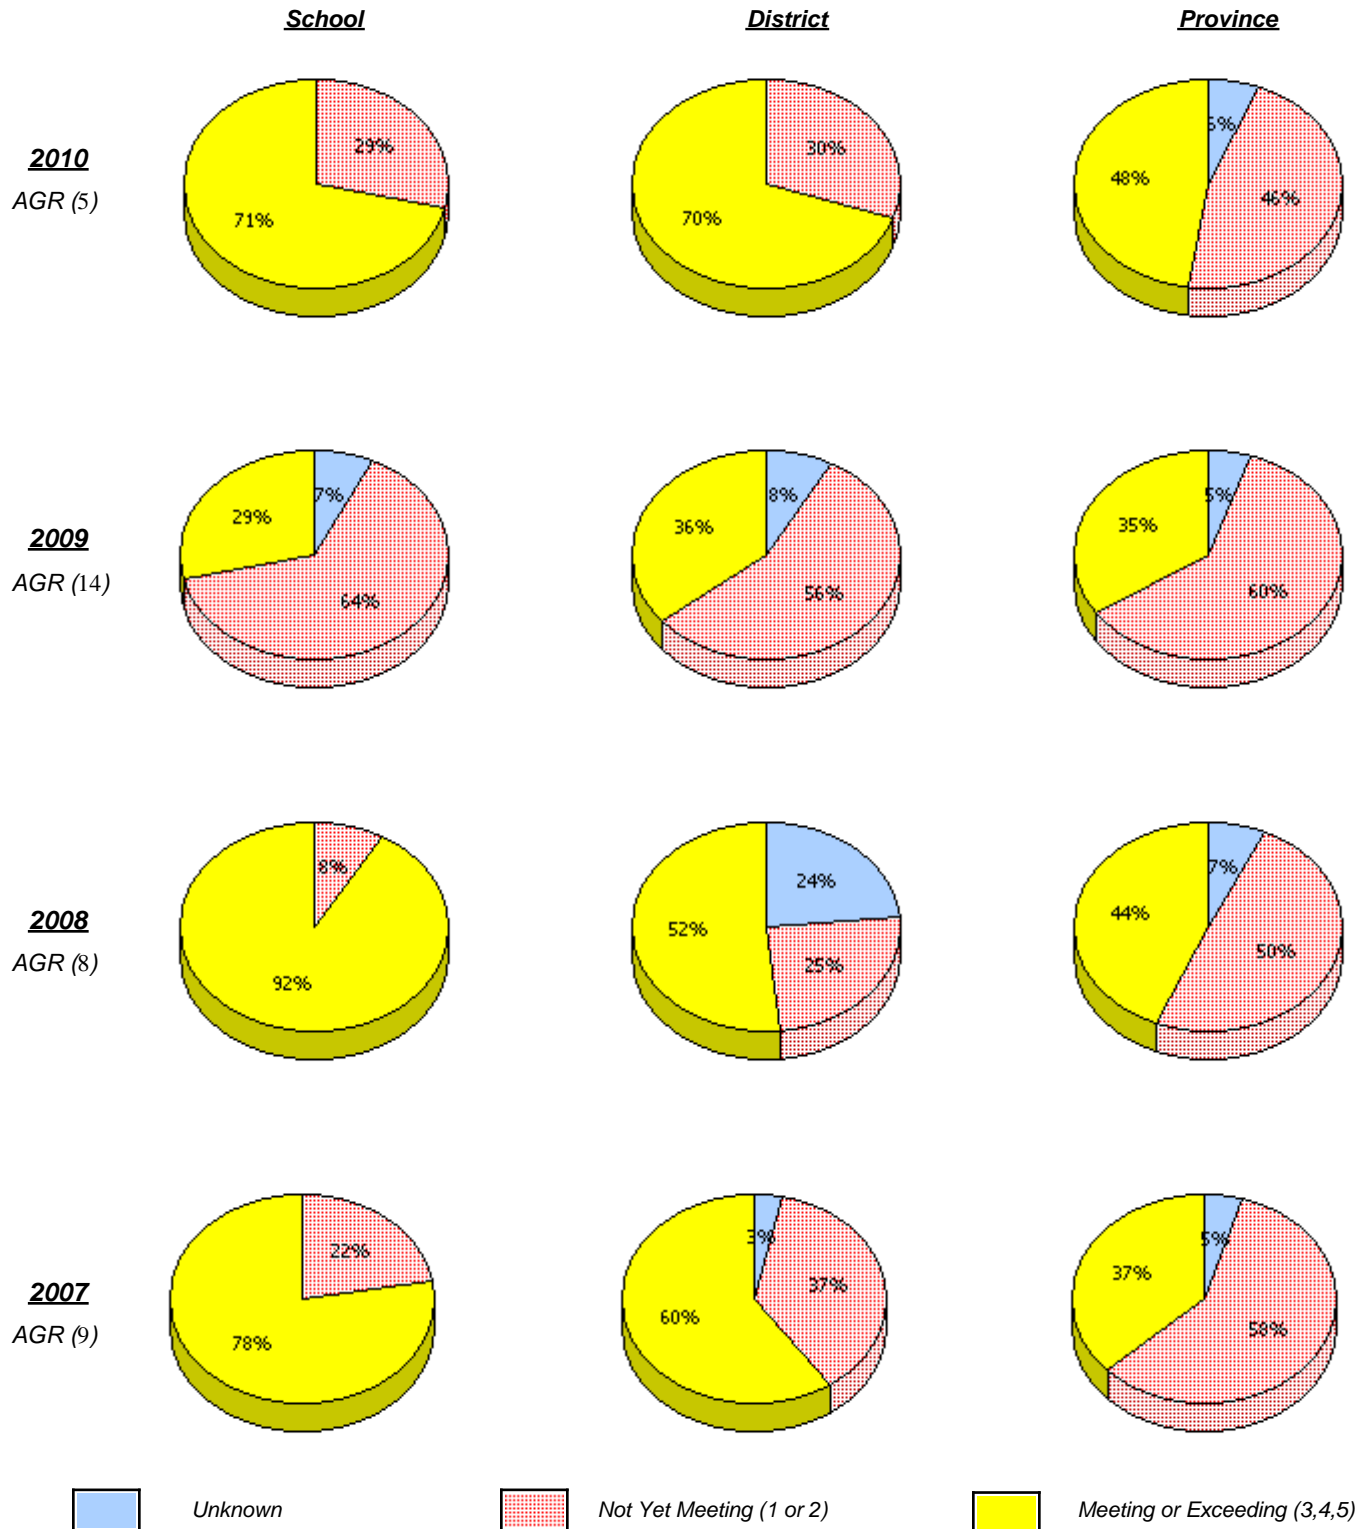 School District Province
29% 30% 6%
2010 48% 46%
AGR (5) 71% 70%
7% 8% 5%
29% 36% 35%
2009
AGR (14) 64% 56% 60%
8% 24% 7%
2008 52% 44%
AGR (8) 92% 25% 50%
22% 3% 5%
2007 37% 37%
AGR (9) 78% 60% 58%
Unknown Not Yet Meeting (1 or 2) Meeting or Exceeding (3,4,5)